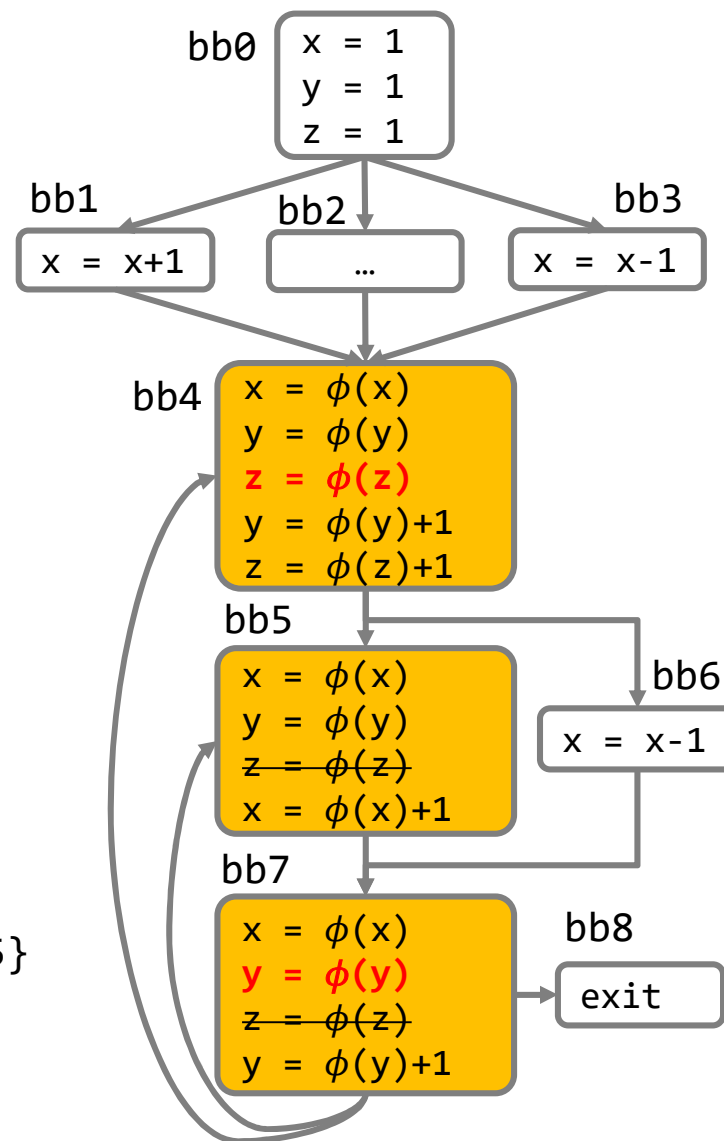 bb0
x = 1
y = 1
z = 1
bb1
bb2
bb3
x = x+1
…
x = x-1
bb4
x = ϕ(x)
y = ϕ(y)
z = ϕ(z)
y = ϕ(y)+1
z = ϕ(z)+1
bb5
bb6
x = ϕ(x)
y = ϕ(y)
z = ϕ(z)
x = ϕ(x)+1
x = x-1
bb7
bb8
x = ϕ(x)
y = ϕ(y)
z = ϕ(z)
y = ϕ(y)+1
exit
}